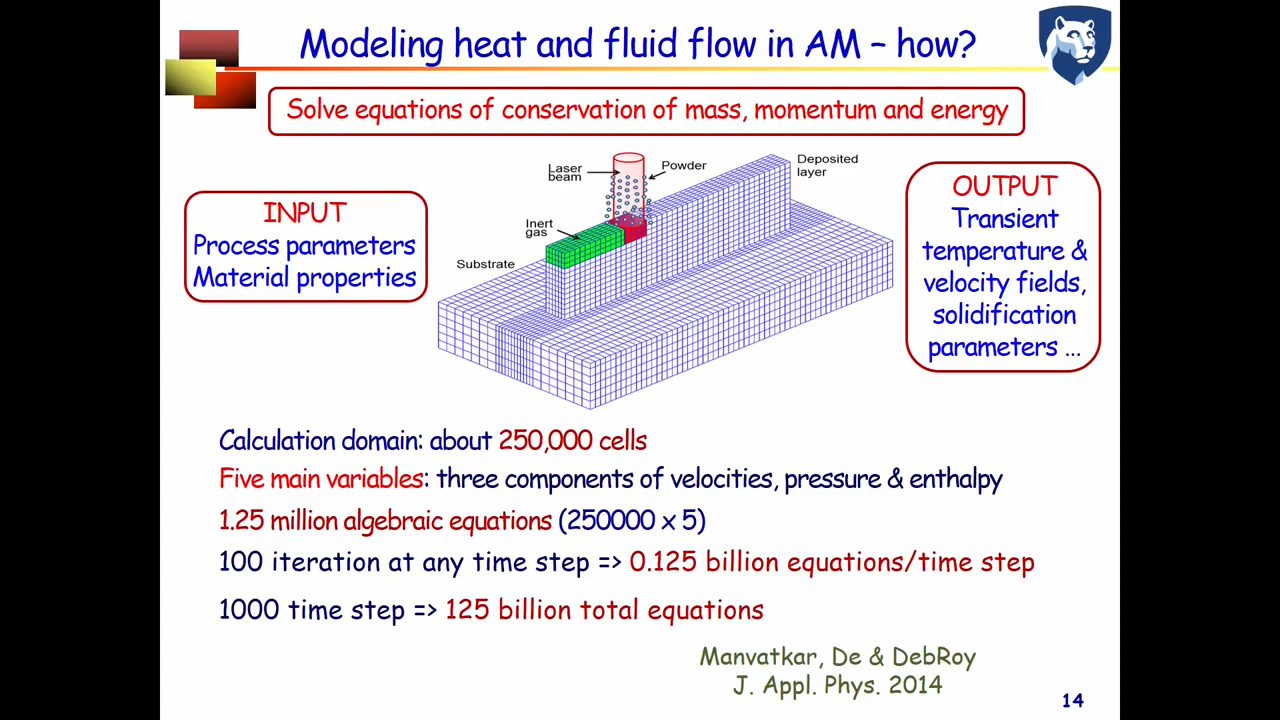 Modeling heat and fluid flow in AM – how?
Solve equations of conservation of mass, momentum and energy
INPUT
Process parameters
Material properties
Laser
beam
Powder
Deposited
layer
Inert
gas
Substrate
OUTPUT
Transient
temperature &
velocity fields,
solidification
parameters ...
Calculation domain: about 250,000 cells
Five main variables: three components of velocities, pressure & enthalpy
1.25 million algebraic equations (250000 x 5)
100 iteration at any time step => 0.125 billion equations/time step
1000 time step => 125 billion total equations
Manvatkar, De & DebRoy
J. Appl. Phys. 2014
14